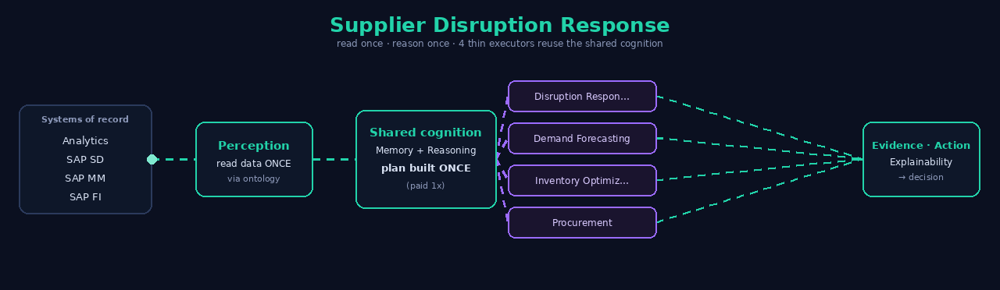 Supplier Disruption Response
read once · reason once · 4 thin executors reuse the shared cognition
Systems of record
Analytics
SAP SD
SAP MM
SAP FI
Perception
read data ONCE
via ontology
Shared cognition
Memory + Reasoning
plan built ONCE
(paid 1x)
Disruption Respon...
Demand Forecasting
Inventory Optimiz...
Procurement
Evidence · Action
Explainability
→ decision